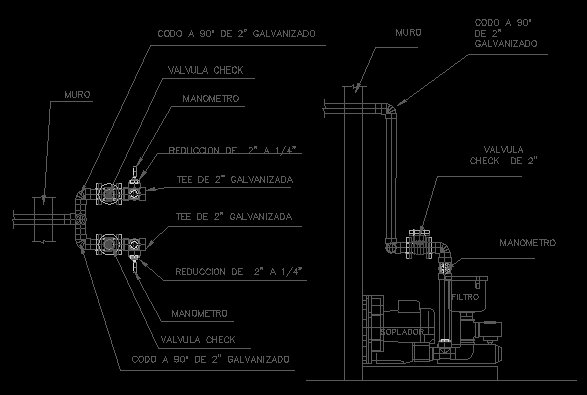 CODO A 90° DE 2" GALVANIZADO
VALVULA CHECK
MANOMETRO
MURO
REDUCCION DE 2" A 1/4"
TEE DE 2" GALVANIZADA
TEE DE 2" GALVANIZADA
REDUCCION DE 2" A 1/4"
MANOMETRO
VALVULA CHECK
CODO A 90° DE 2" GALVANIZADO
MURO
CODO A 90°
DE 2"
GALVANIZADO
VALVULA
CHECK DE 2"
MANOMETRO
FILTRO
SOPLADOR